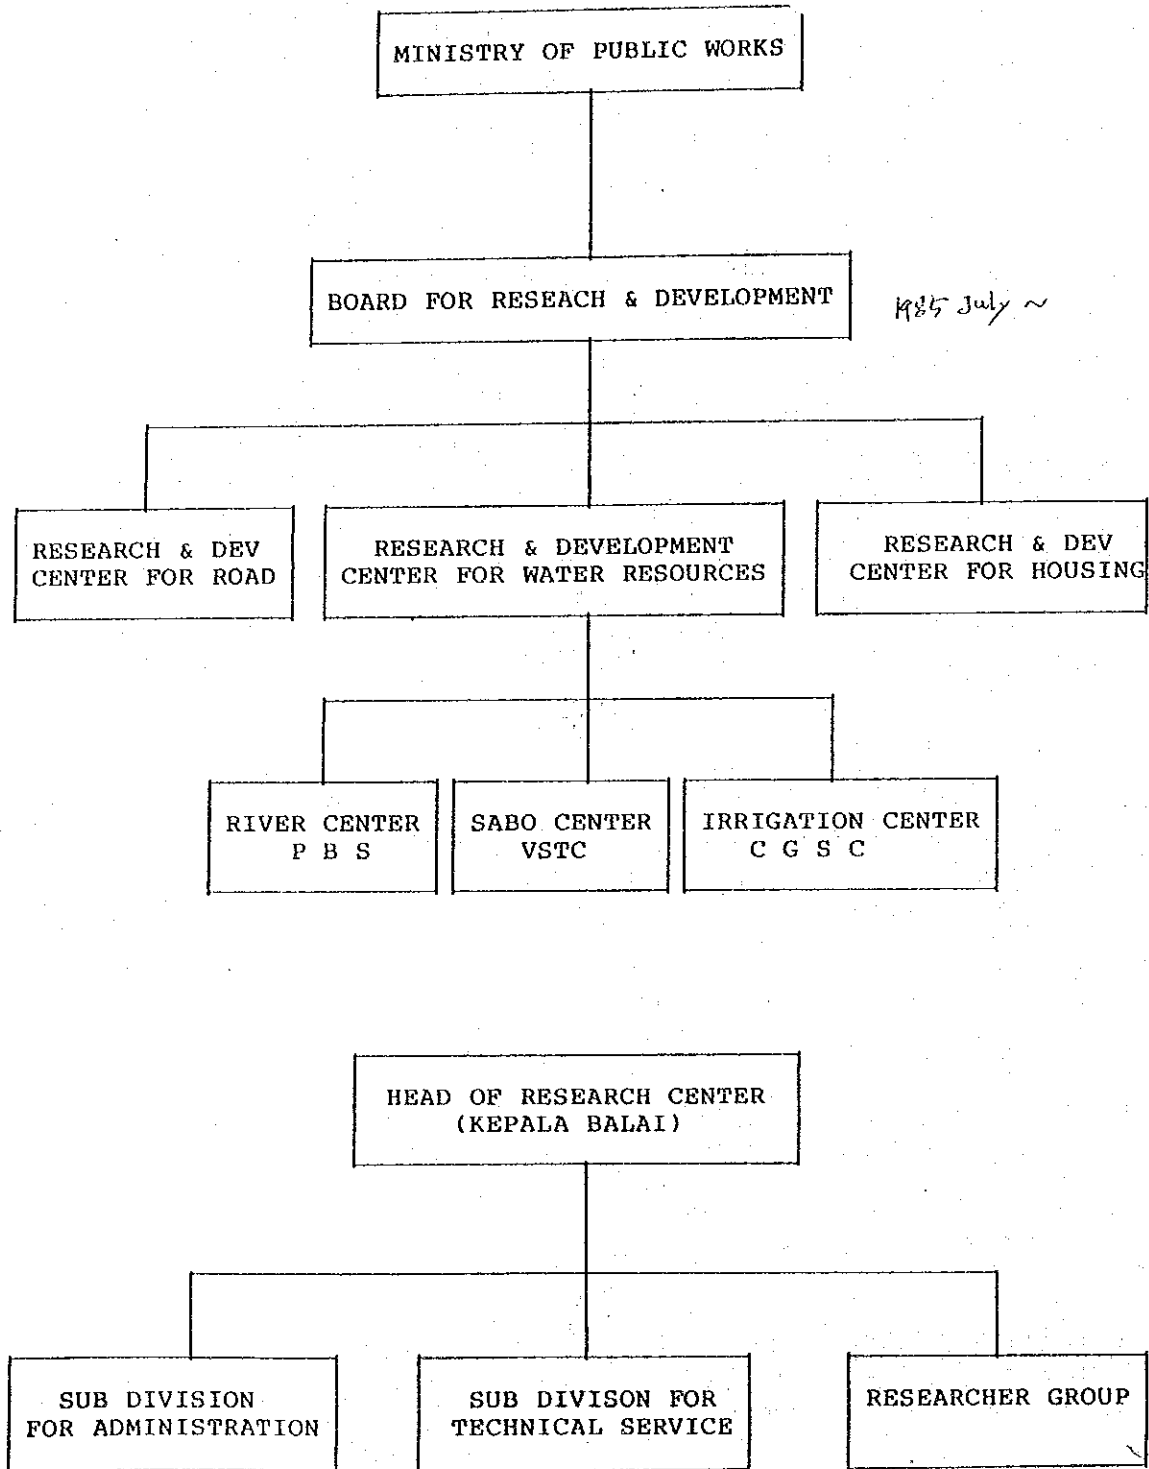 MINISTRY OF PUBLIC WORKS
BOARD FOR RESEACH & DEVELOPMENT
1985 July ~
RESEARCH & DEV
CENTER FOR ROAD
RESEARCH & DEVELOPMENT
CENTER FOR WATER RESOURCES
RESEARCH & DEV
CENTER FOR HOUSING
RIVER CENTER
P B S
SABO CENTER
VSTC
IRRIGATION CENTER
C G S C
HEAD OF RESEARCH CENTER
(KEPALA BALAI)
SUB DIVISION
FOR ADMINISTRATION
SUB DIVISON FOR
TECHNICAL SERVICE
RESEARCHER GROUP